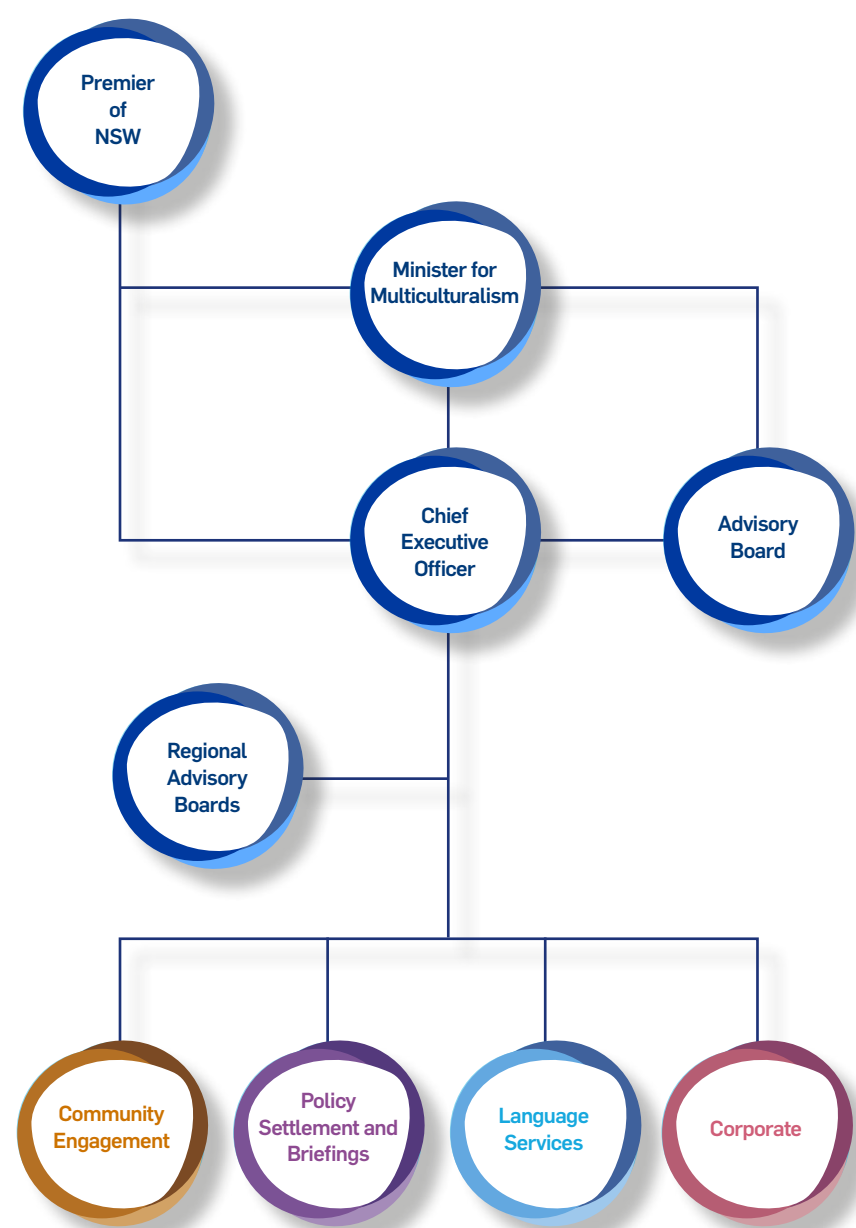 Premier
of
NSW
Minister for
Multiculturalism
Chief
Executive
Officer
Advisory
Board
Regional
Advisory
Boards
Community
Engagement
Policy
Settlement and
Briefings
Language
Services
Corporate